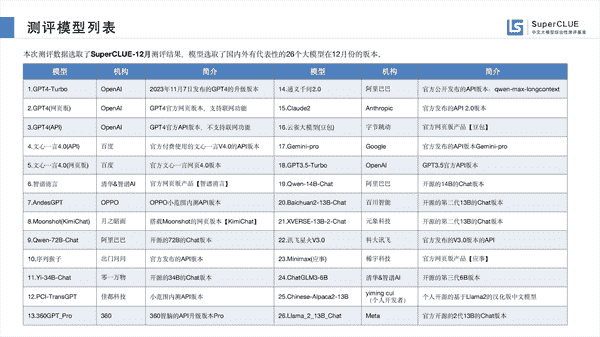 测评模型列表
SuperCLUE
中文大模型综合性测评基准
本次测评数据选取了SuperCLUE-12月测评结果，模型选取了国内外有代表性的26个大模型在12月份的版本。
模型 机构 简介 模型 机构 简介
1.GPT4-Turbo OpenAI 2023年11月7日发布的GPT4的升级版本 14.通义千问2.0 阿里巴巴 官方公开发布的API版本：qwen-max-longcontext
2.GPT4(网页版) OpenAI GPT4官方网页版本，支持联网功能 15.Claude2 Anthropic 官方发布的API 2.0版本
3.GPT4(API) OpenAI GPT4官方API版本，不支持联网功能 16.云雀大模型(豆包) 字节跳动 官方网页版产品【豆包】
4.文心一言4.0(API) 百度 官方付费使用的文心一言V4.0的API版本 17.Gemini-pro Google 官方发布的API版本Gemini-pro
5.文心一言4.0(网页版) 百度 官方文心一言网页4.0版本 18.GPT3.5-Turbo OpenAI GPT3.5官方API版本
6.智谱清言 清华&智谱AI 官方网页版产品【智谱清言】 19.Qwen-14B-Chat 阿里巴巴 开源的14B的Chat版本
7.AndesGPT OPPO OPPO小范围内测API版本 20.Baichuan2-13B-Chat 百川智能 开源的第二代13B的Chat版本
8.Moonshot(KimiChat) 月之暗面 搭载Moonshot的网页版本【KimiChat】 21.XVERSE-13B-2-Chat 元象科技 开源的第二代13B的Chat版本
9.Qwen-72B-Chat 阿里巴巴 开源的72B的Chat版本 22.讯飞星火V3.0 科大讯飞 官方发布的V3.0版本的API
10.序列猴子 出门问问 官方发布的API版本 23.Minimax(应事) 稀宇科技 官方网页版产品【应事】
11.Yi-34B-Chat 零一万物 开源的34B的Chat版本 24.ChatGLM3-6B 清华&智谱AI 开源的第三代6B版本
12.PCI-TransGPT 佳都科技 小范围内测API版本 25.Chinese-Alpaca2-13B yiming cui（个人开发者） 个人开源的基于Llama2的汉化版中文模型
13.360GPT_Pro 360 360智脑的API升级版本Pro 26.Llama_2_13B_Chat Meta 官方开源的2代13B的Chat版本